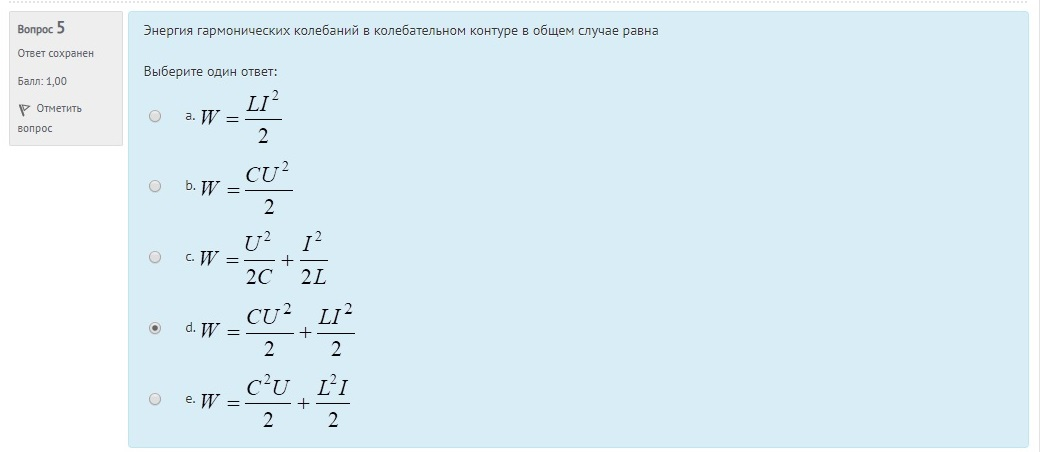 Вопрос 5
Ответ сохранен
Балл: 1,00
Отметить
вопрос
Энергия гармонических колебаний в колебательном контуре в общем случае равна
Выберите один ответ:
a. W = LI²/2
b. W = CU²/2
c. W = U²/2C + I²/2L
d. W = CU²/2 + LI²/2
e. W = C²U/2 + L²I/2